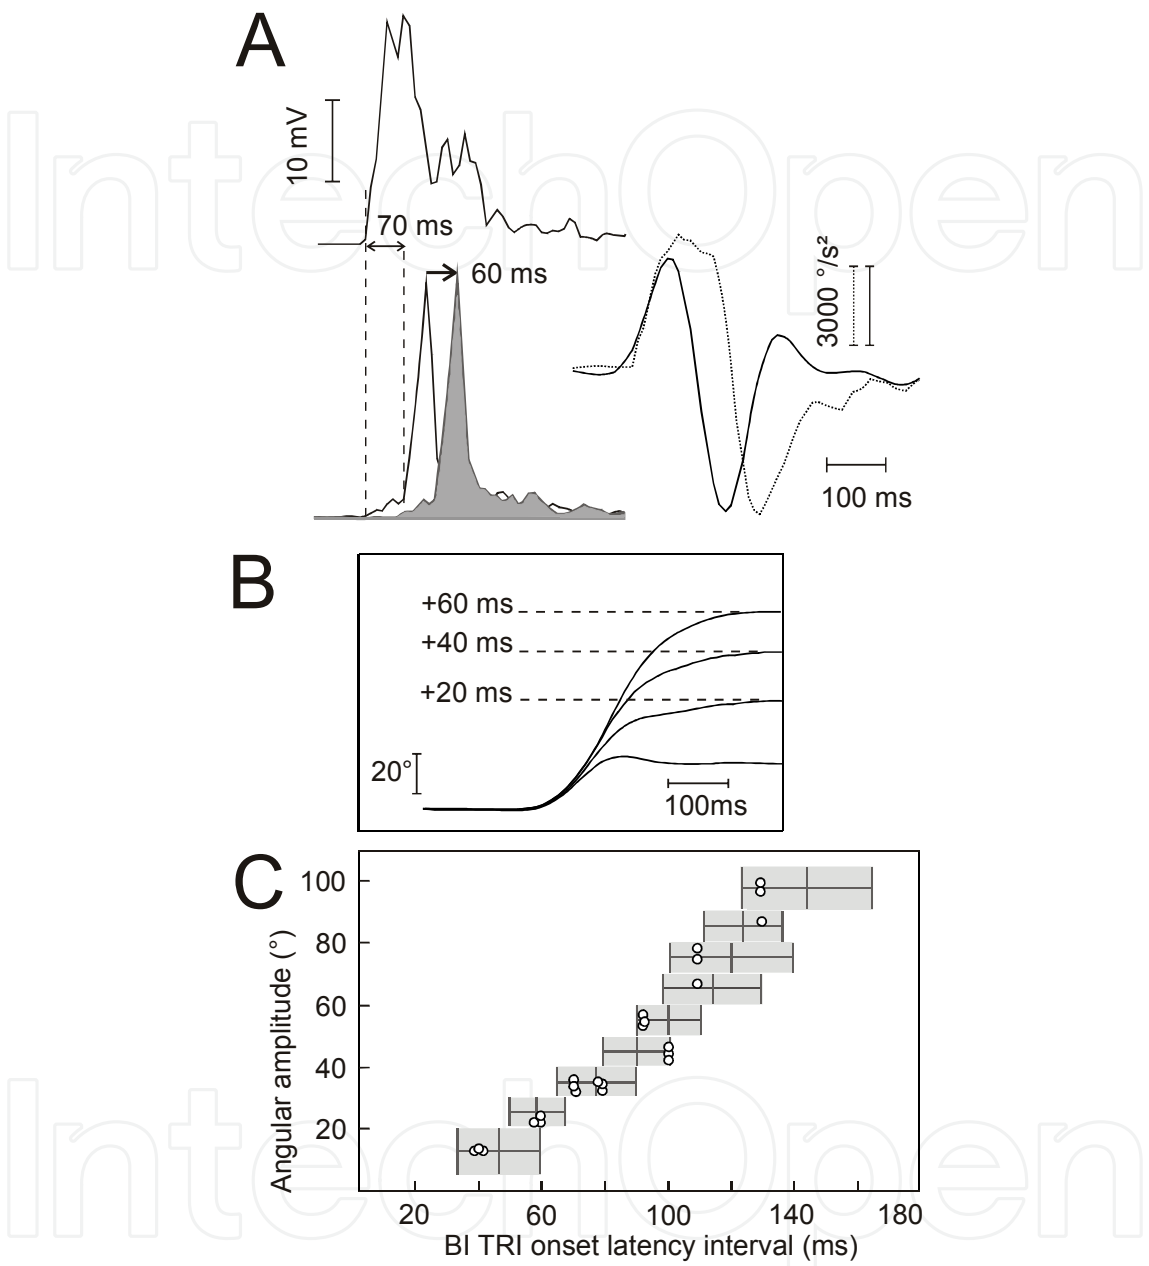 IntechOpen
A
10 mV
70 ms
60 ms
3000 °/s²
100 ms
B
+60 ms
+40 ms
+20 ms
20°
100ms
C
Angular amplitude (°)
100
80
60
40
20
20 60 100 140 180
BI TRI onset latency interval (ms)
IntechOpen